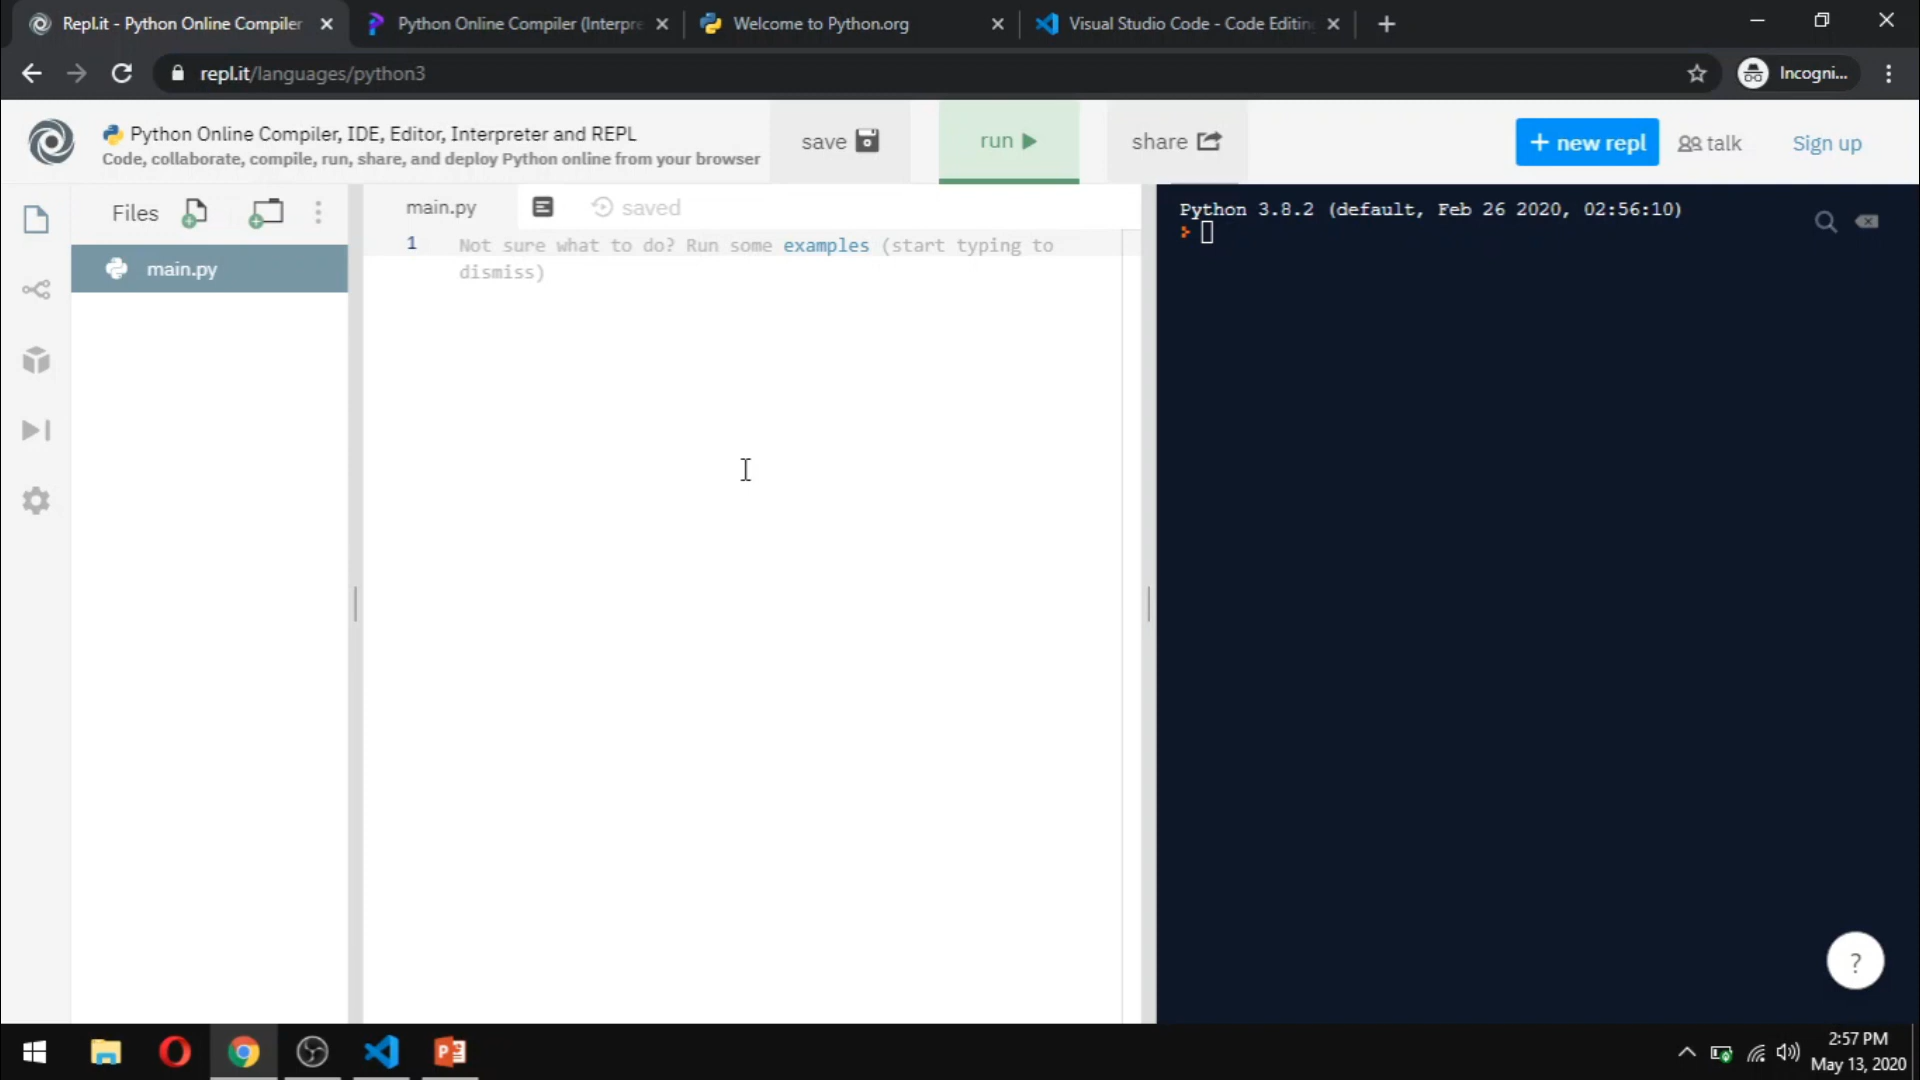 Repl.it - Python Online Compiler
Python Online Compiler (Interpre
Welcome to Python.org
Visual Studio Code - Code Editing
repl.it/languages/python3
Incogni...
Python Online Compiler, IDE, Editor, Interpreter and REPL
Code, collaborate, compile, run, share, and deploy Python online from your browser
save
run
share
+ new repl
talk
Sign up
Files
main.py
main.py
saved
1 Not sure what to do? Run some examples (start typing to
dismiss)
Python 3.8.2 (default, Feb 26 2020, 02:56:10)
?
2:57 PM
May 13, 2020